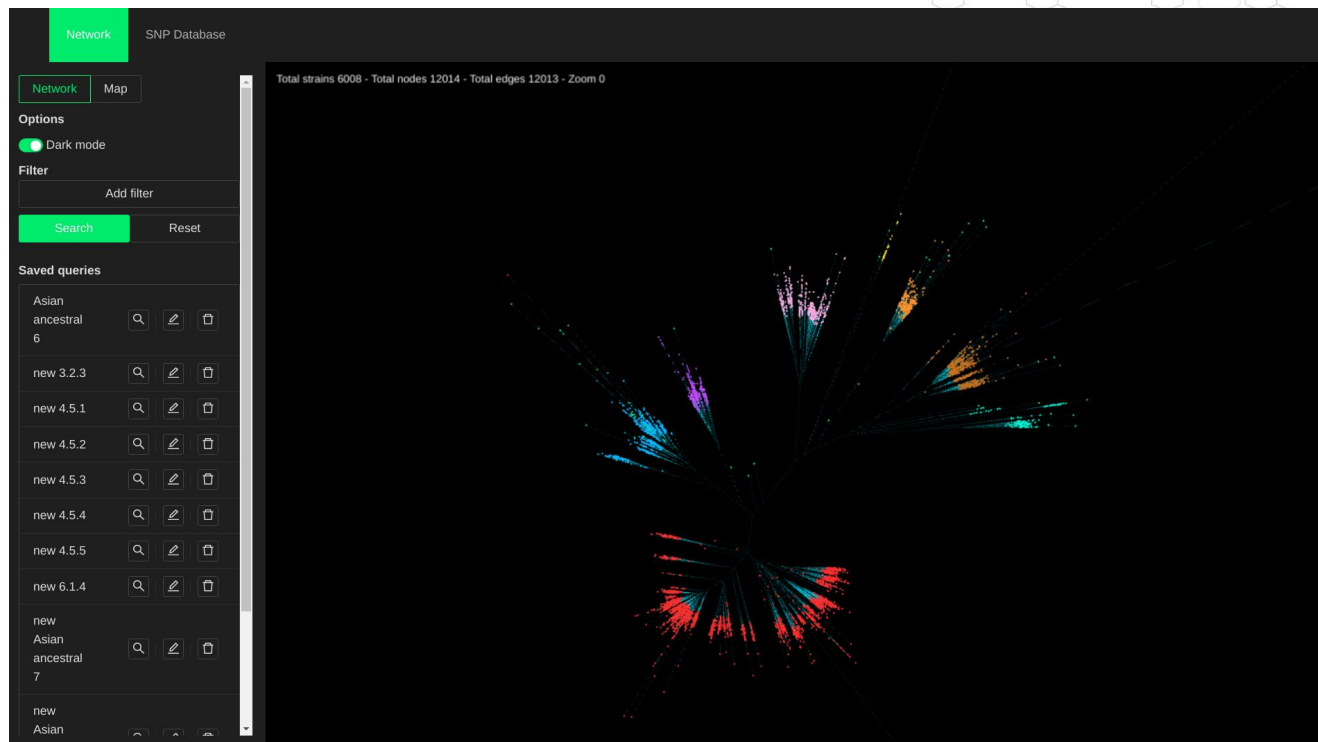 Network SNP Database
Network Map
Total strains 6008 - Total nodes 12014 - Total edges 12013 - Zoom 0
Options
Dark mode
Filter
Add filter
Search Reset
Saved queries
Asian
ancestral
6
new 3.2.3
new 4.5.1
new 4.5.2
new 4.5.3
new 4.5.4
new 4.5.5
new 6.1.4
new
Asian
ancestral
7
new
Asian